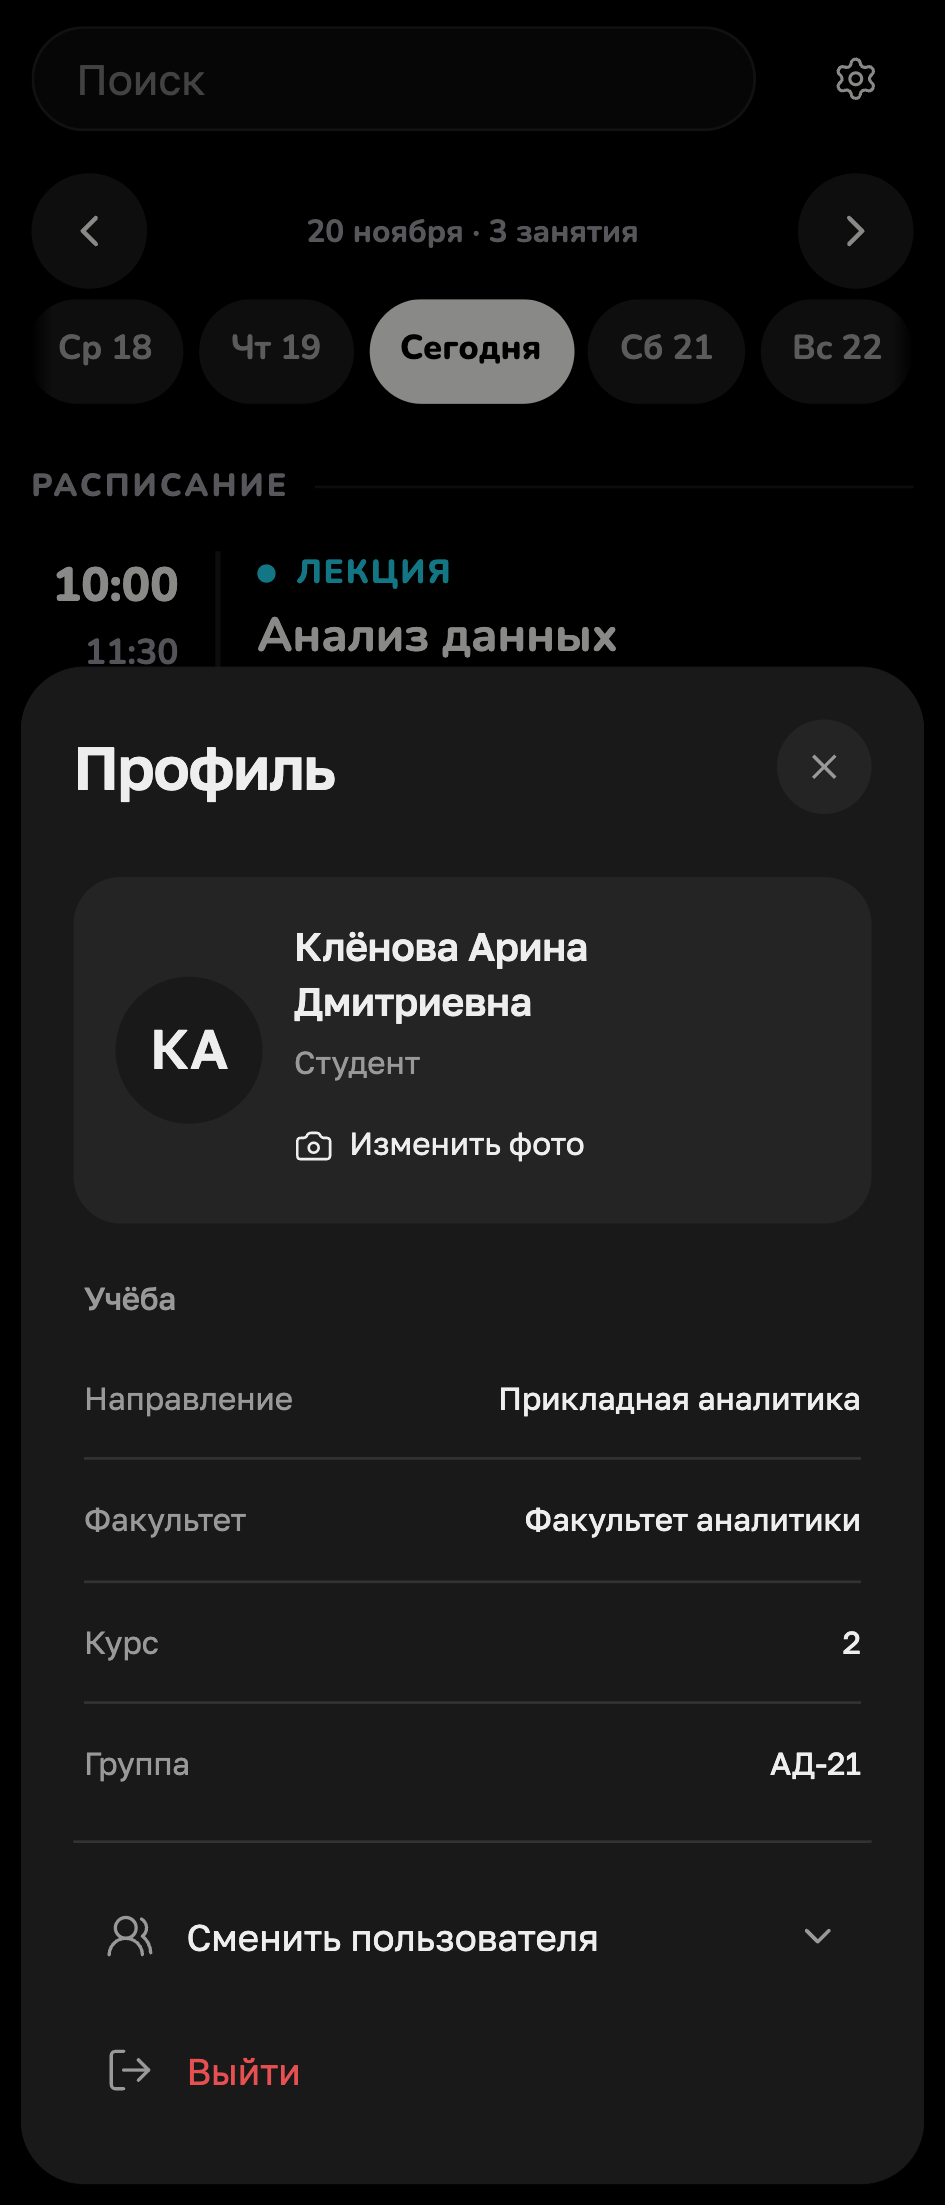 Поиск
20 ноября · 3 занятия
Ср 18
Чт 19
Сегодня
Сб 21
Вс 22
РАСПИСАНИЕ
10:00
ЛЕКЦИЯ
Анализ данных
11:30
Профиль
КА
Клёнова Арина
Дмитриевна
Студент
Изменить фото
Учёба
Направление
Прикладная аналитика
Факультет
Факультет аналитики
Курс
2
Группа
АД-21
Сменить пользователя
Выйти